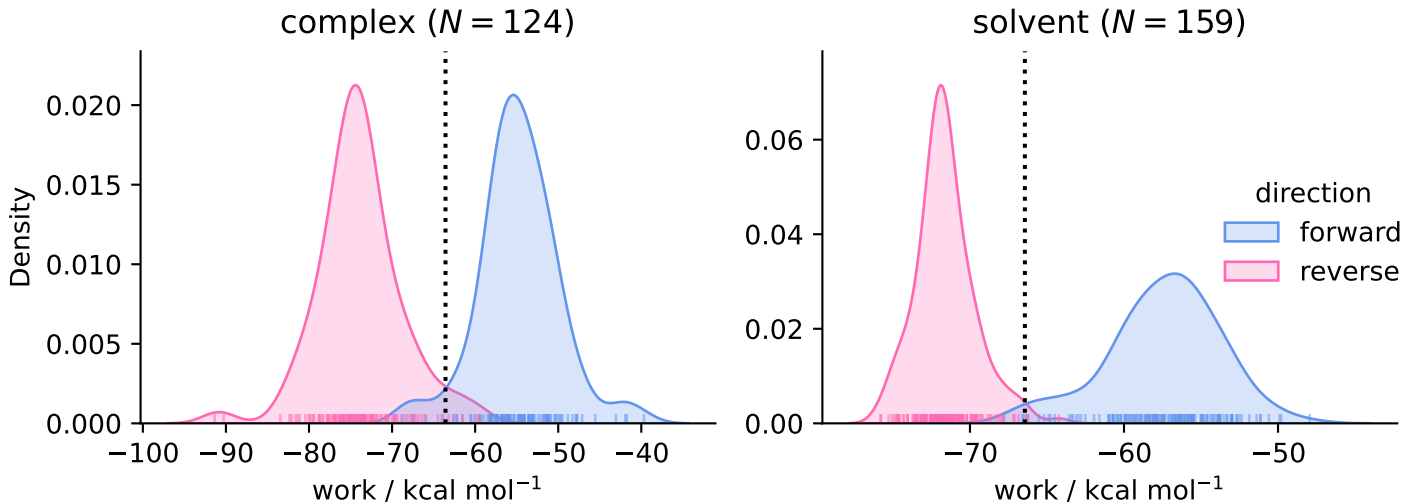 complex (N = 124)
solvent (N = 159)
Density
0.020
0.015
0.010
0.005
0.000
−100 −90 −80 −70 −60 −50 −40
work / kcal mol⁻¹
0.06
0.04
0.02
0.00
−70 −60 −50
work / kcal mol⁻¹
direction
forward
reverse